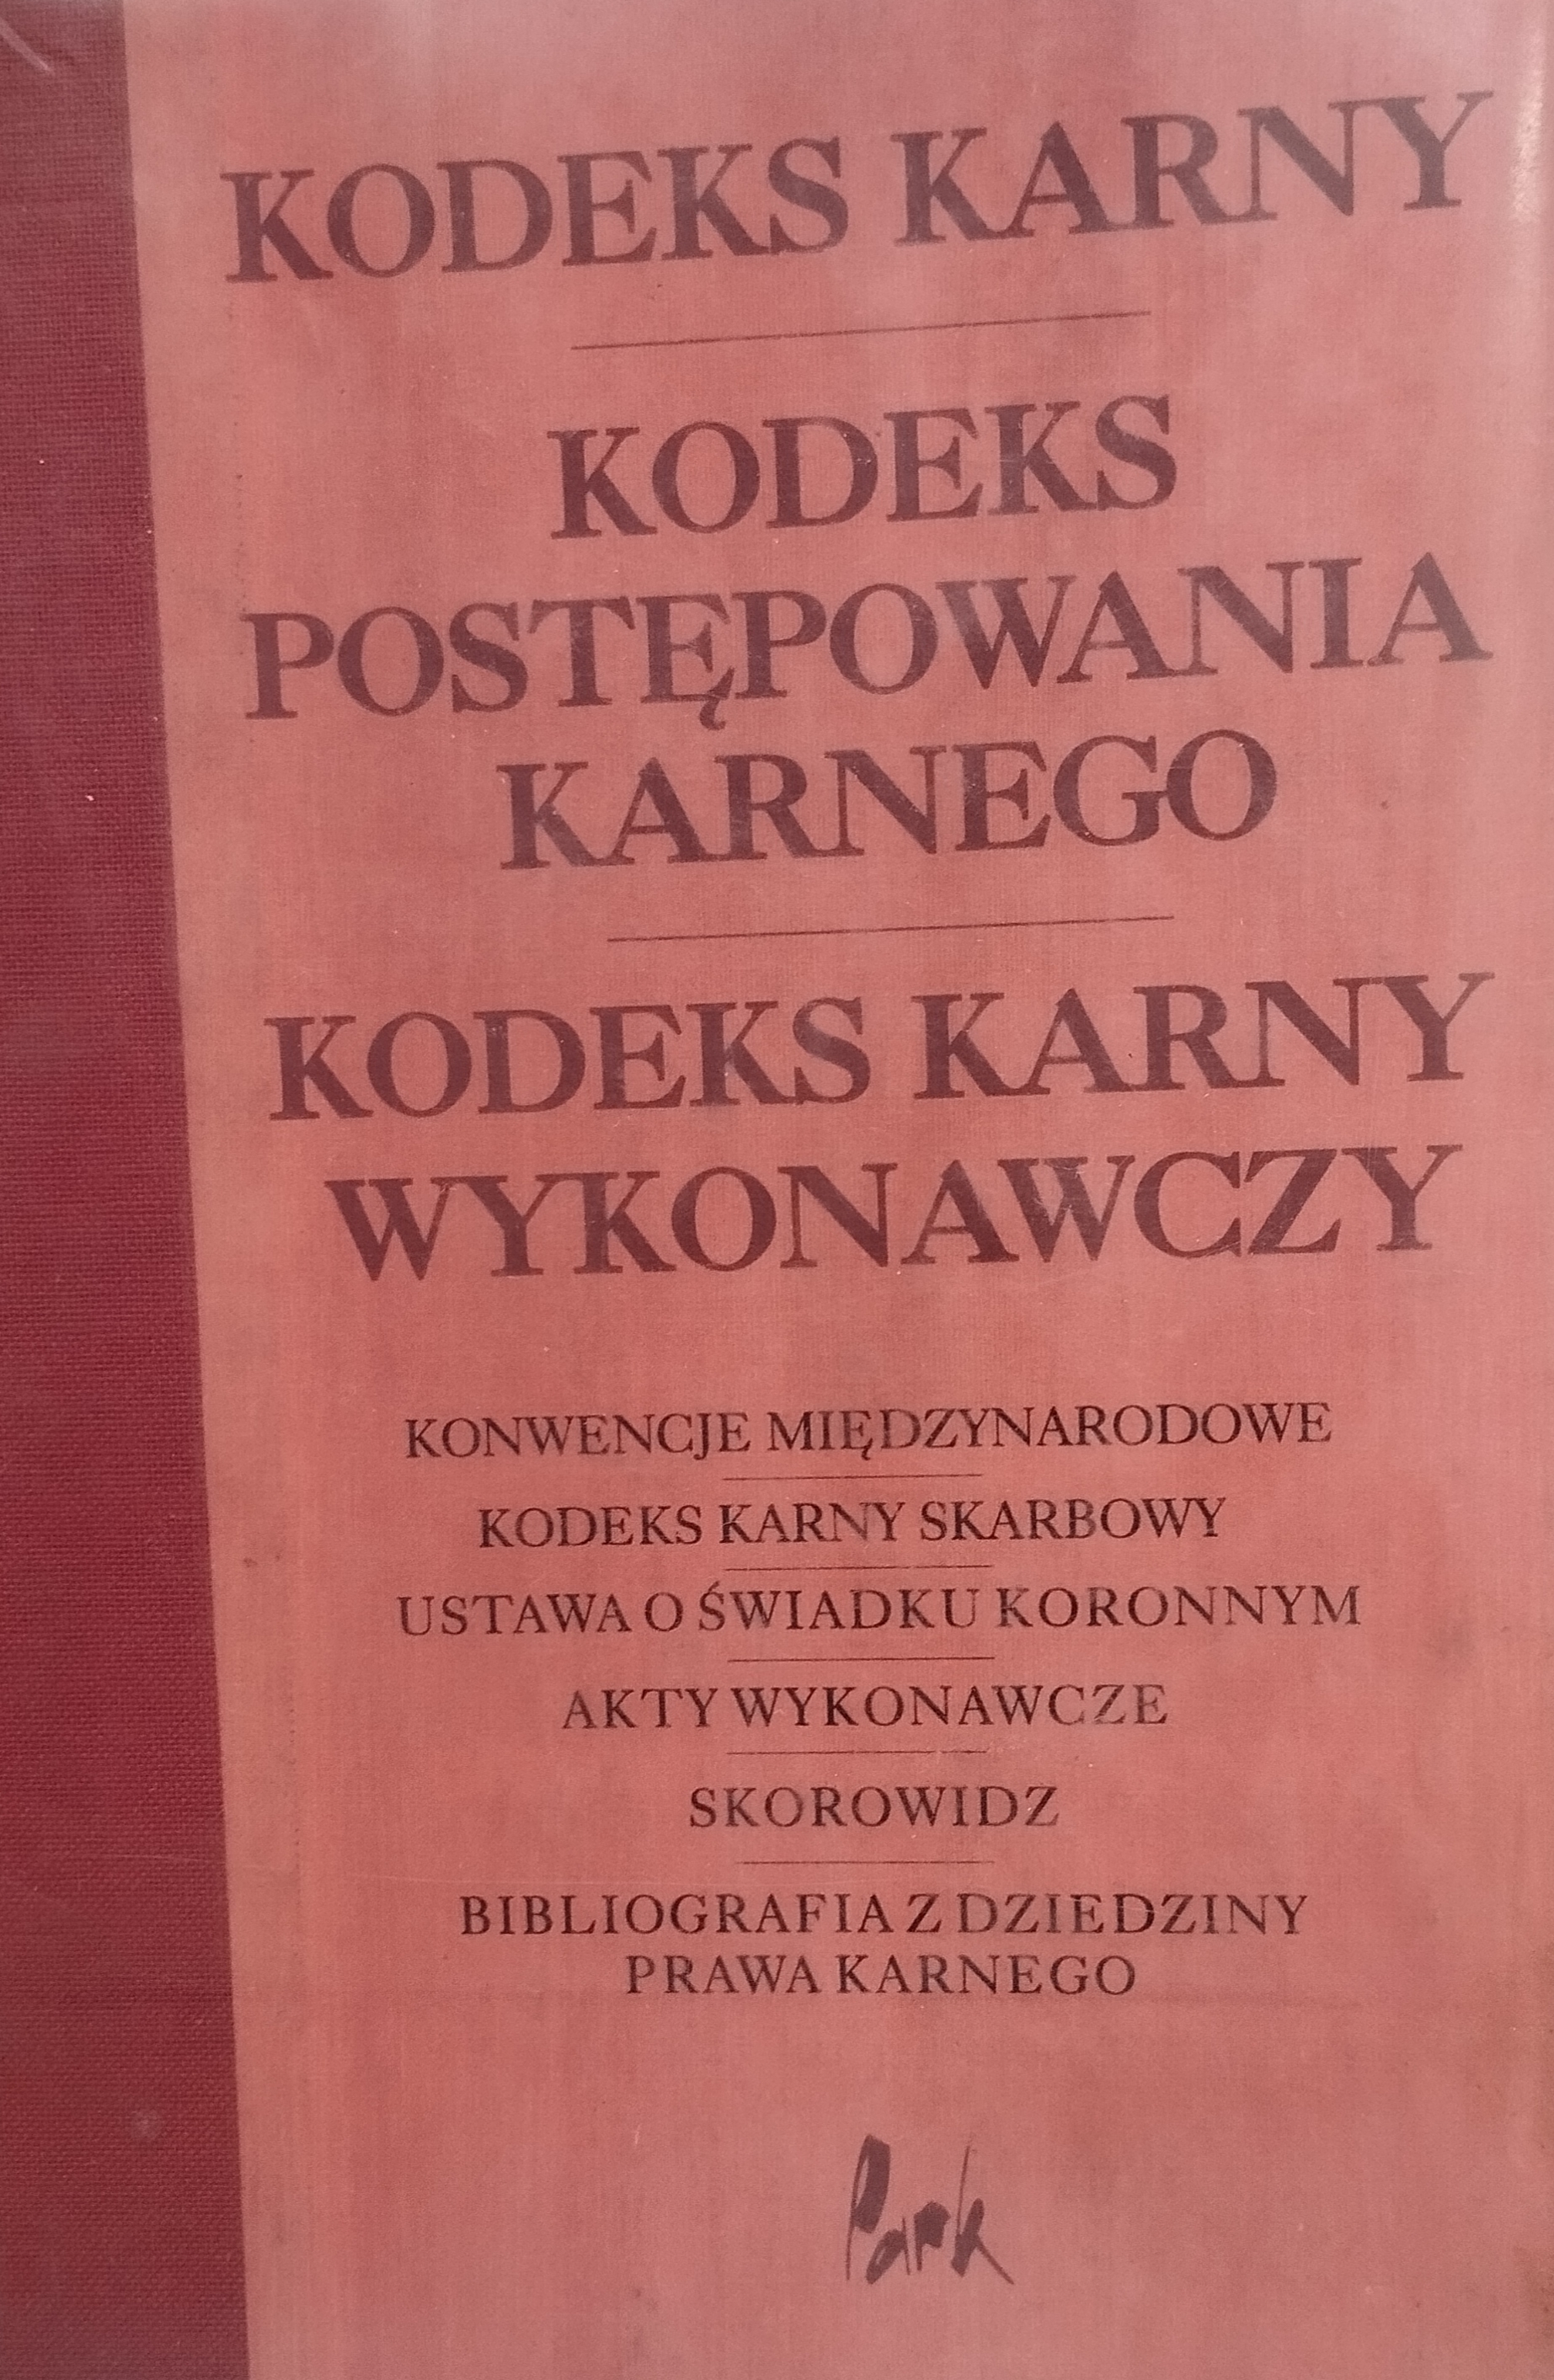 KODEKS KARNY
KODEKS
POSTĘPOWANIA
KARNEGO
KODEKS KARNY
WYKONAWCZY
KONWENCJE MIĘDZYNARODOWE
KODEKS KARNY SKARBOWY
USTAWA O ŚWIADKU KORONNYM
AKTY WYKONAWCZE
SKOROWIDZ
BIBLIOGRAFIA Z DZIEDZINY
PRAWA KARNEGO
Park